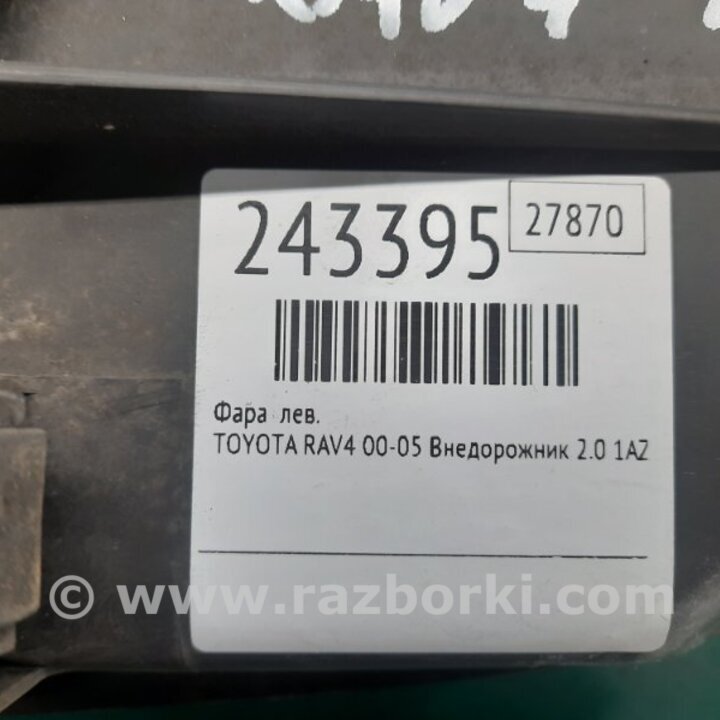 243395
27870
Фара лев.
TOYOTA RAV4 00-05 Внедорожник 2.0 1AZ
© www.razborki.com